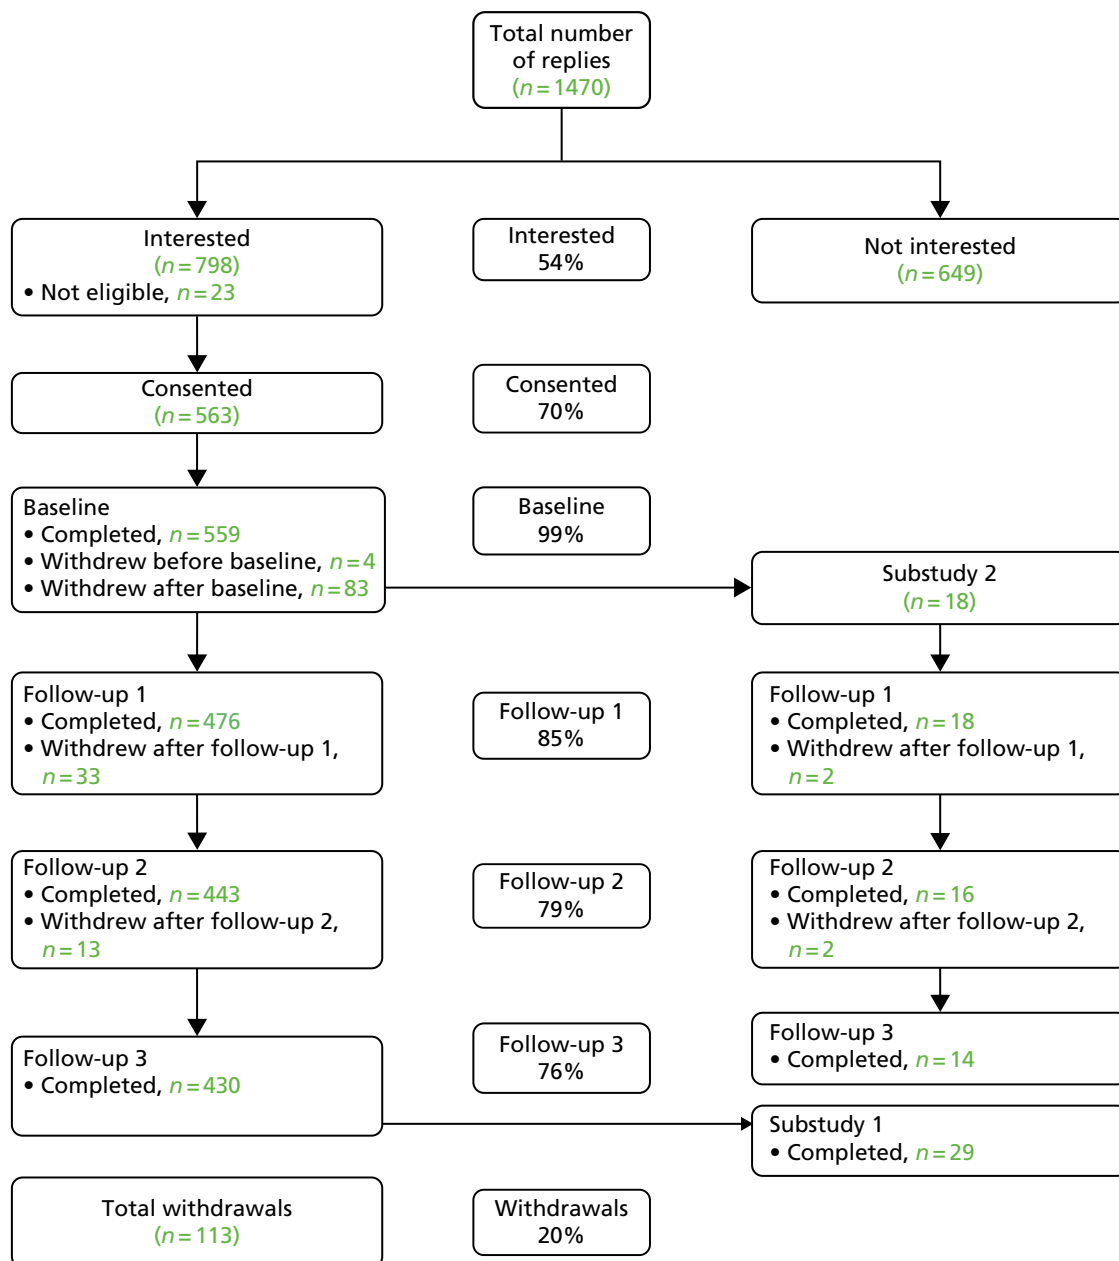 Total number
of replies
(n=1470)
Interested
(n=798)
• Not eligible, n=23
Interested
54%
Not interested
(n=649)
Consented
(n=563)
Consented
70%
Baseline
• Completed, n=559
• Withdrew before baseline, n=4
• Withdrew after baseline, n=83
Baseline
99%
Substudy 2
(n=18)
Follow-up 1
• Completed, n=476
• Withdrew after follow-up 1,
n=33
Follow-up 1
85%
Follow-up 1
• Completed, n=18
• Withdrew after follow-up 1,
n=2
Follow-up 2
• Completed, n=443
• Withdrew after follow-up 2,
n=13
Follow-up 2
79%
Follow-up 2
• Completed, n=16
• Withdrew after follow-up 2,
n=2
Follow-up 3
• Completed, n=430
Follow-up 3
76%
Follow-up 3
• Completed, n=14
Substudy 1
• Completed, n=29
Total withdrawals
(n=113)
Withdrawals
20%